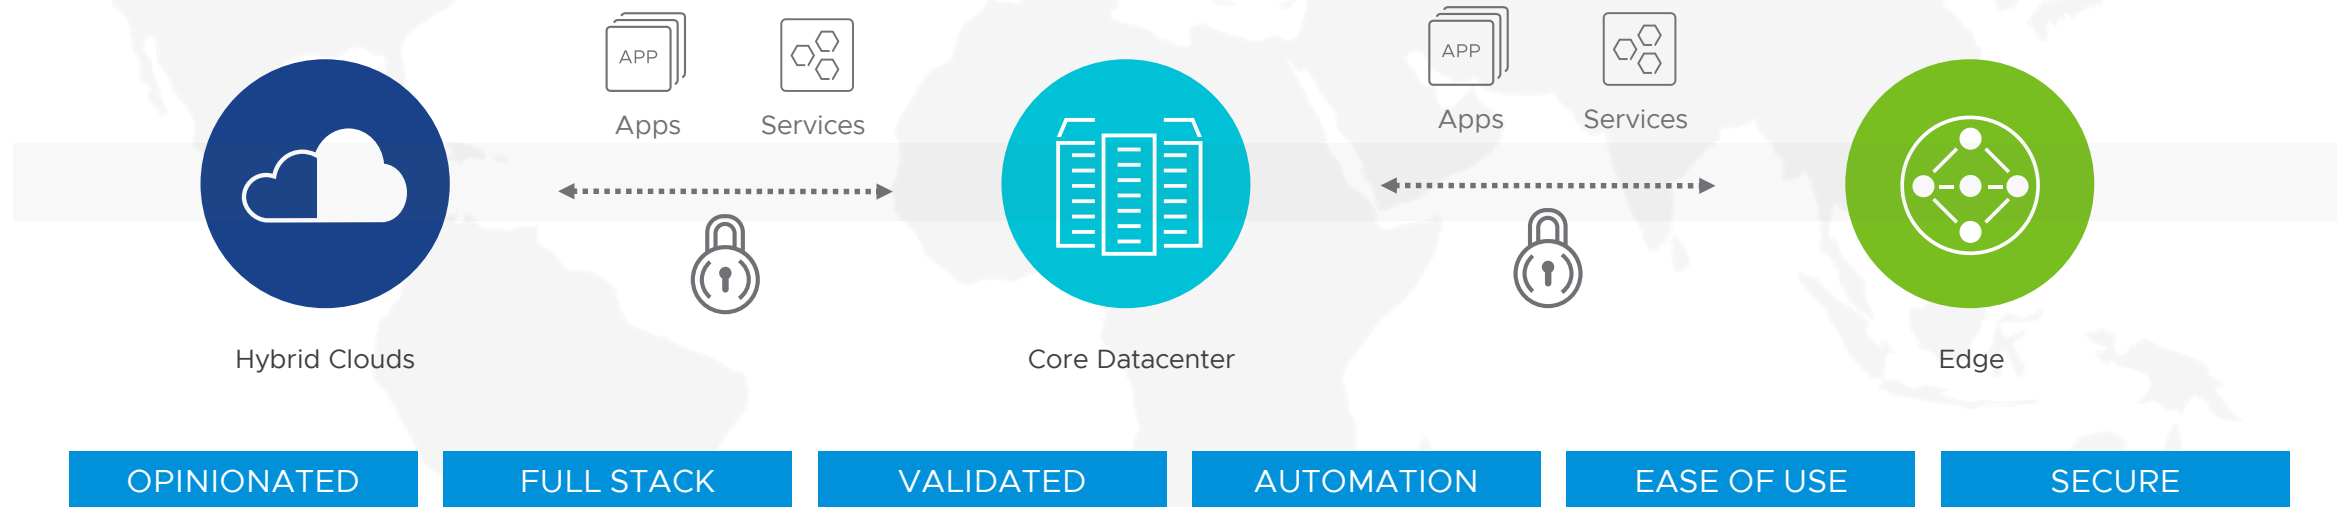 APP
Apps
Services
APP
Apps
Services
Hybrid Clouds
Core Datacenter
Edge
OPINIONATED
FULL STACK
VALIDATED
AUTOMATION
EASE OF USE
SECURE